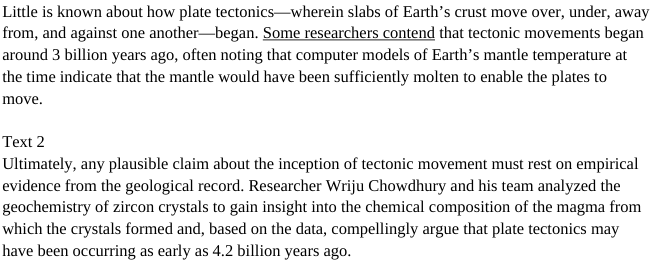 Little is known about how plate tectonics—wherein slabs of Earth’s crust move over, under, away
from, and against one another—began. Some researchers contend that tectonic movements began
around 3 billion years ago, often noting that computer models of Earth’s mantle temperature at
the time indicate that the mantle would have been sufficiently molten to enable the plates to
move.
Text 2
Ultimately, any plausible claim about the inception of tectonic movement must rest on empirical
evidence from the geological record. Researcher Wriju Chowdhury and his team analyzed the
geochemistry of zircon crystals to gain insight into the chemical composition of the magma from
which the crystals formed and, based on the data, compellingly argue that plate tectonics may
have been occurring as early as 4.2 billion years ago.